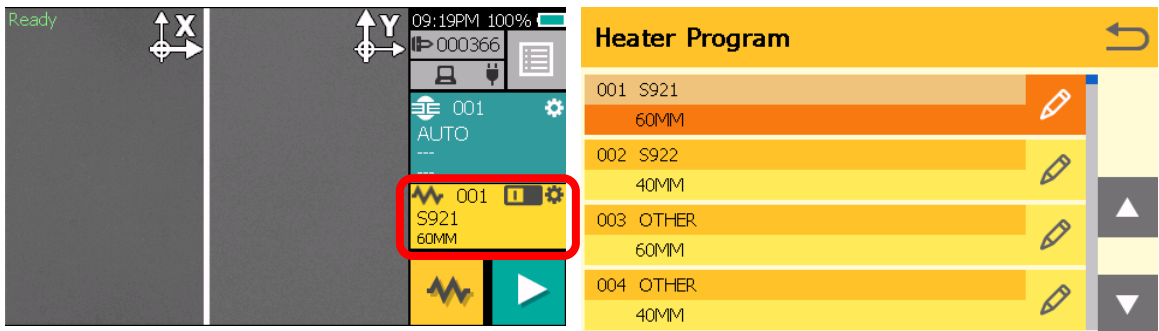 Ready
X
Y
09:19PM 100%
000366
001
AUTO
---
---
001
S921
60MM
Heater Program
001 S921
60MM
002 S922
40MM
003 OTHER
60MM
004 OTHER
40MM